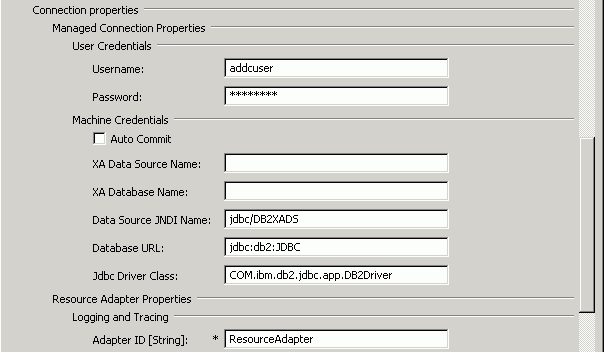 Connection properties
Managed Connection Properties
User Credentials
Username: addcuser
Password: ********
Machine Credentials
Auto Commit
XA Data Source Name:
XA Database Name:
Data Source JNDI Name: jdbc/DB2XADS
Database URL: jdbc:db2:JDBC
Jdbc Driver Class: COM.ibm.db2.jdbc.app.DB2Driver
Resource Adapter Properties
Logging and Tracing
Adapter ID [String]: * ResourceAdapter